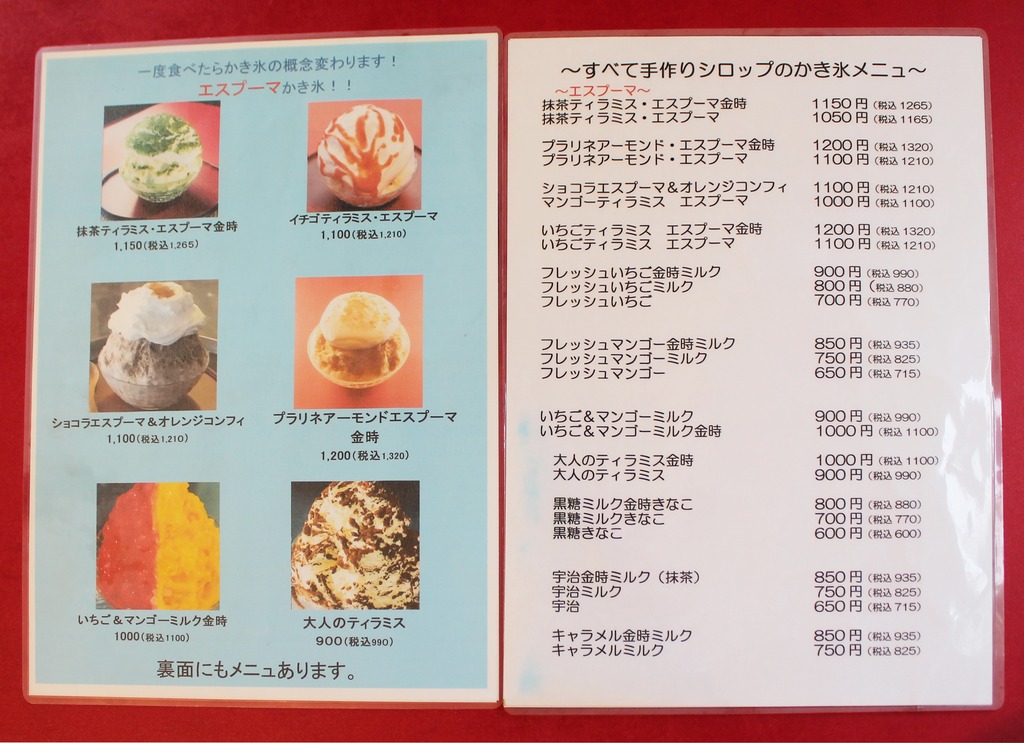 一度食べたらかき氷の概念変わります！
エスプーマかき氷！！
抹茶ティラミス・エスプーマ金時
1,150(税込1,265)
イチゴティラミス・エスプーマ
1,100(税込1,210)
ショコラエスプーマ＆オレンジコンフィ
1,100(税込1,210)
プラリネアーモンドエスプーマ
金時
1,200(税込1,320)
いちご＆マンゴーミルク金時
1000(税込1100)
大人のティラミス
900(税込990)
裏面にもメニュあります。
～すべて手作りシロップのかき氷メニュ～
～エスプーマ～
抹茶ティラミス・エスプーマ金時 1150円(税込1265)
抹茶ティラミス・エスプーマ 1050円(税込1165)
プラリネアーモンド・エスプーマ金時 1200円(税込1320)
プラリネアーモンド・エスプーマ 1100円(税込1210)
ショコラエスプーマ＆オレンジコンフィ 1100円(税込1210)
マンゴーティラミス　エスプーマ 1000円(税込1100)
いちごティラミス　エスプーマ金時 1200円(税込1320)
いちごティラミス　エスプーマ 1100円(税込1210)
フレッシュいちご金時ミルク 900円(税込990)
フレッシュいちごミルク 800円(税込880)
フレッシュいちご 700円(税込770)
フレッシュマンゴー金時ミルク 850円(税込935)
フレッシュマンゴーミルク 750円(税込825)
フレッシュマンゴー 650円(税込715)
いちご＆マンゴーミルク 900円(税込990)
いちご＆マンゴーミルク金時 1000円(税込1100)
大人のティラミス金時 1000円(税込1100)
大人のティラミス 900円(税込990)
黒糖ミルク金時きなこ 800円(税込880)
黒糖ミルクきなこ 700円(税込770)
黒糖きなこ 600円(税込600)
宇治金時ミルク（抹茶） 850円(税込935)
宇治ミルク 750円(税込825)
宇治 650円(税込715)
キャラメル金時ミルク 850円(税込935)
キャラメルミルク 750円(税込825)